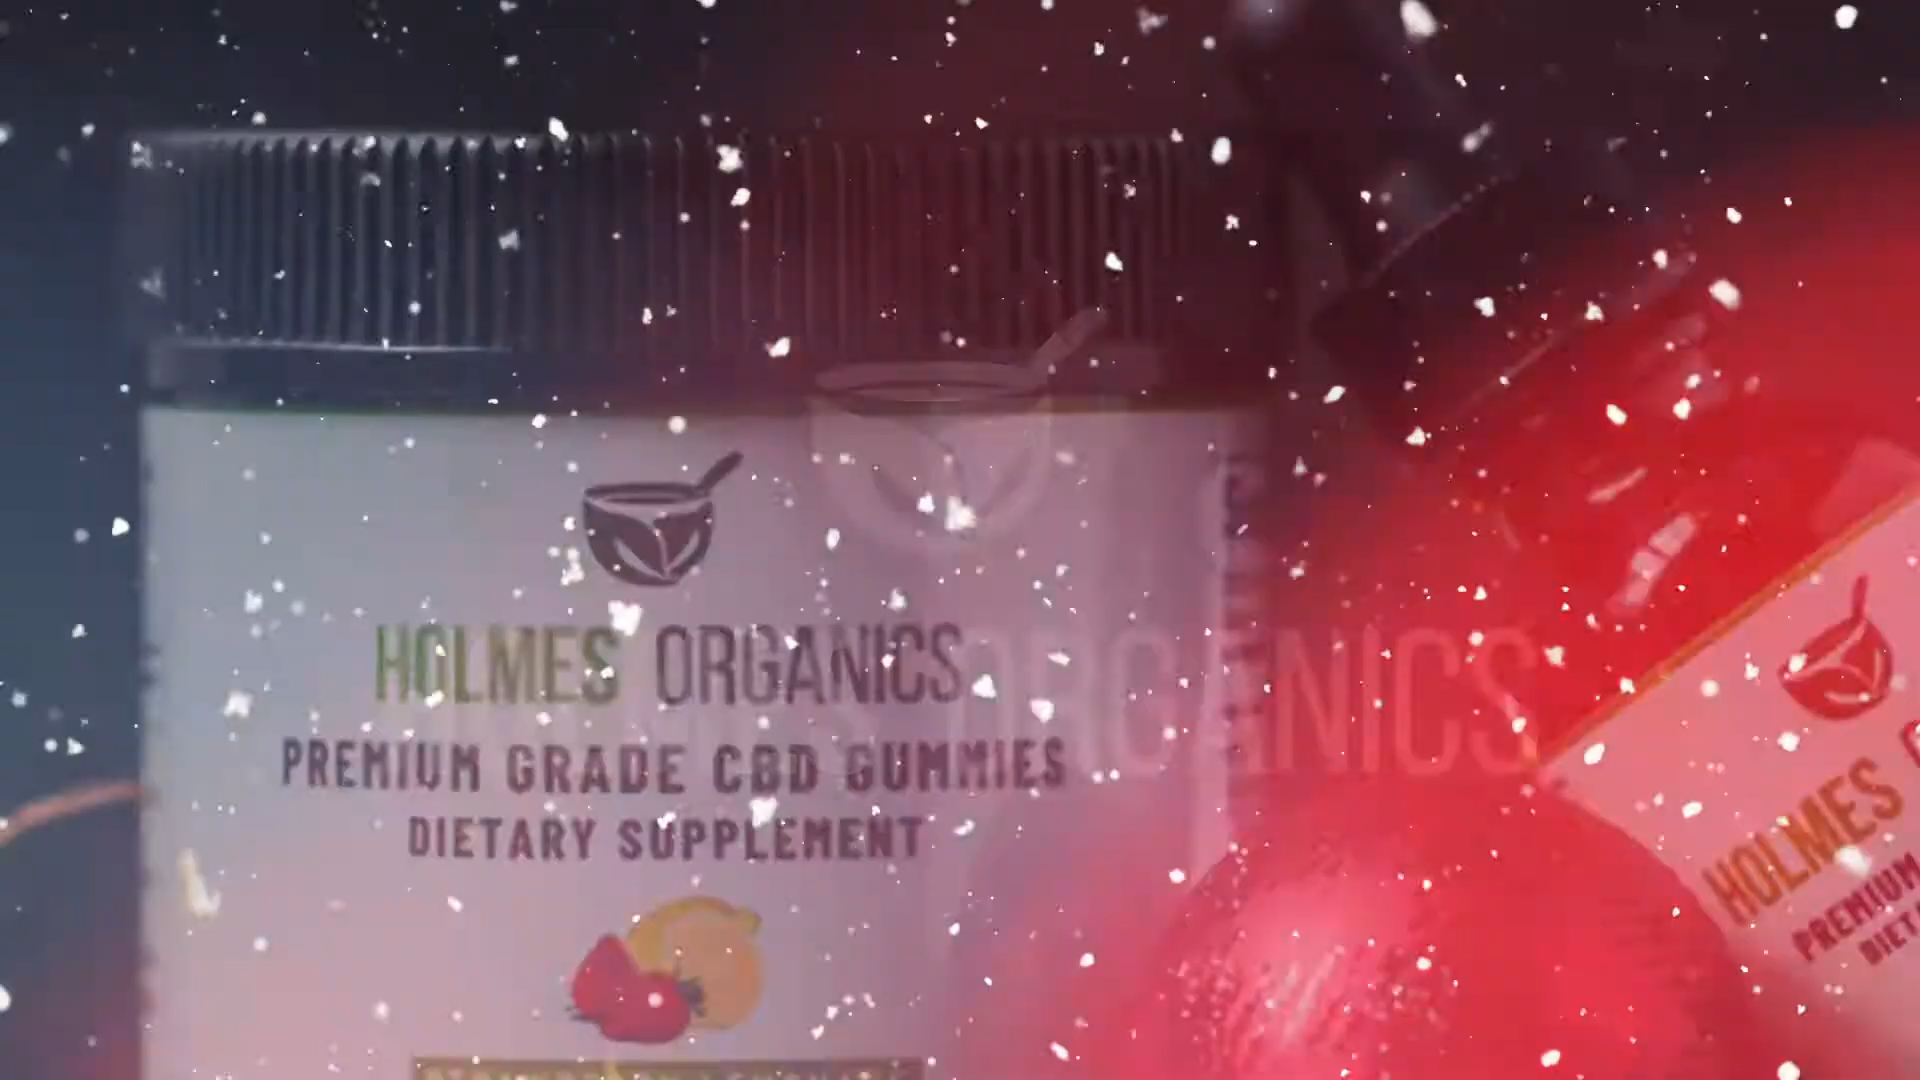 HOLMES ORGANICS
PREMIUM GRADE CBD GUMMIES
DIETARY SUPPLEMENT
ORGANICS
HOLMES
PREMIUM